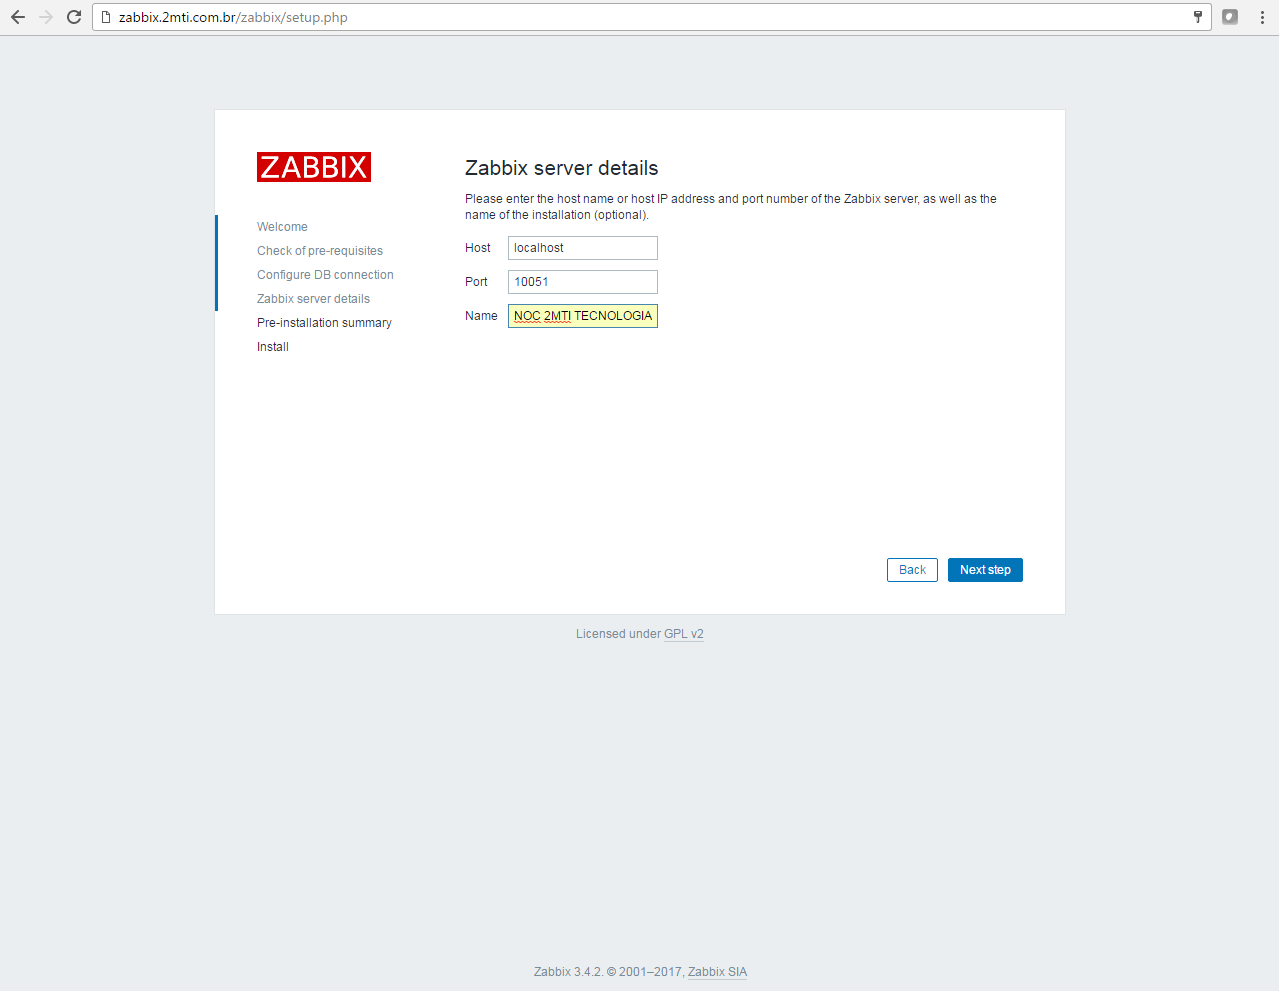 zabbix.2mti.com.br/zabbix/setup.php
ZABBIX
Welcome
Check of pre-requisites
Configure DB connection
Zabbix server details
Pre-installation summary
Install
Zabbix server details
Please enter the host name or host IP address and port number of the Zabbix server, as well as the
name of the installation (optional).
Host localhost
Port 10051
Name NOC 2MTI TECNOLOGIA
Back Next step
Licensed under GPL v2
Zabbix 3.4.2. © 2001–2017, Zabbix SIA